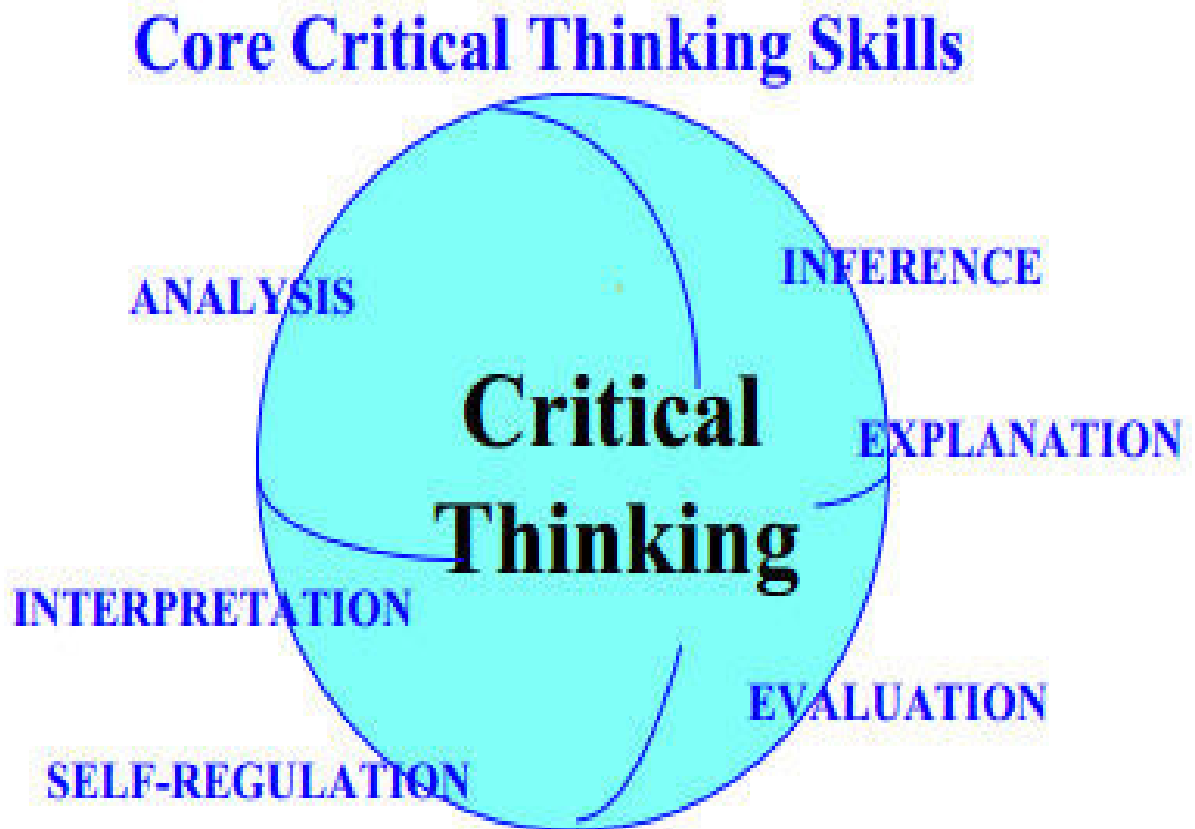 Core Critical Thinking Skills
ANALYSIS
INFERENCE
Critical
Thinking
EXPLANATION
INTERPRETATION
EVALUATION
SELF-REGULATION